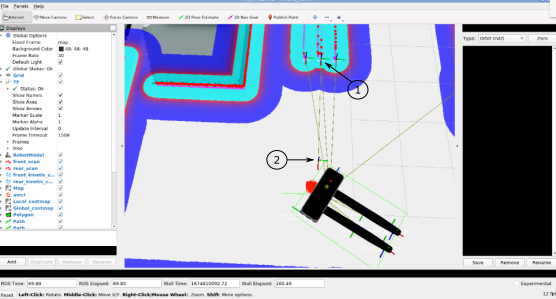 File Panels Help
Interact Move Camera Select Focus Camera Measure 2D Pose Estimate 2D Nav Goal Publish Point
Displays
Global Options
Fixed Frame map
Background Color 48; 48; 48
Frame Rate 30
Default Light
Global Status: Ok
Grid
TF
Status: Ok
Show Names
Show Axes
Show Arrows
Marker Scale 1
Marker Alpha 1
Update Interval 0
Frame Timeout 1500
Frames
Tree
RobotModel
front_scan
rear_scan
front_kinetic_c...
rear_kinetic_c...
Map
amcl
Local_costmap
Global_costmap
Polygon
Path
Path
Add Duplicate Remove Rename
1
2
Type: Orbit (rviz) Zero
Save Remove Rename
ROS Time: 69.80 ROS Elapsed: 69.80 Wall Time: 1674810092.72 Wall Elapsed: 160.49 Experimental
Reset Left-Click: Rotate. Middle-Click: Move X/Y. Right-Click/Mouse Wheel: Zoom. Shift: More options. 12 fps